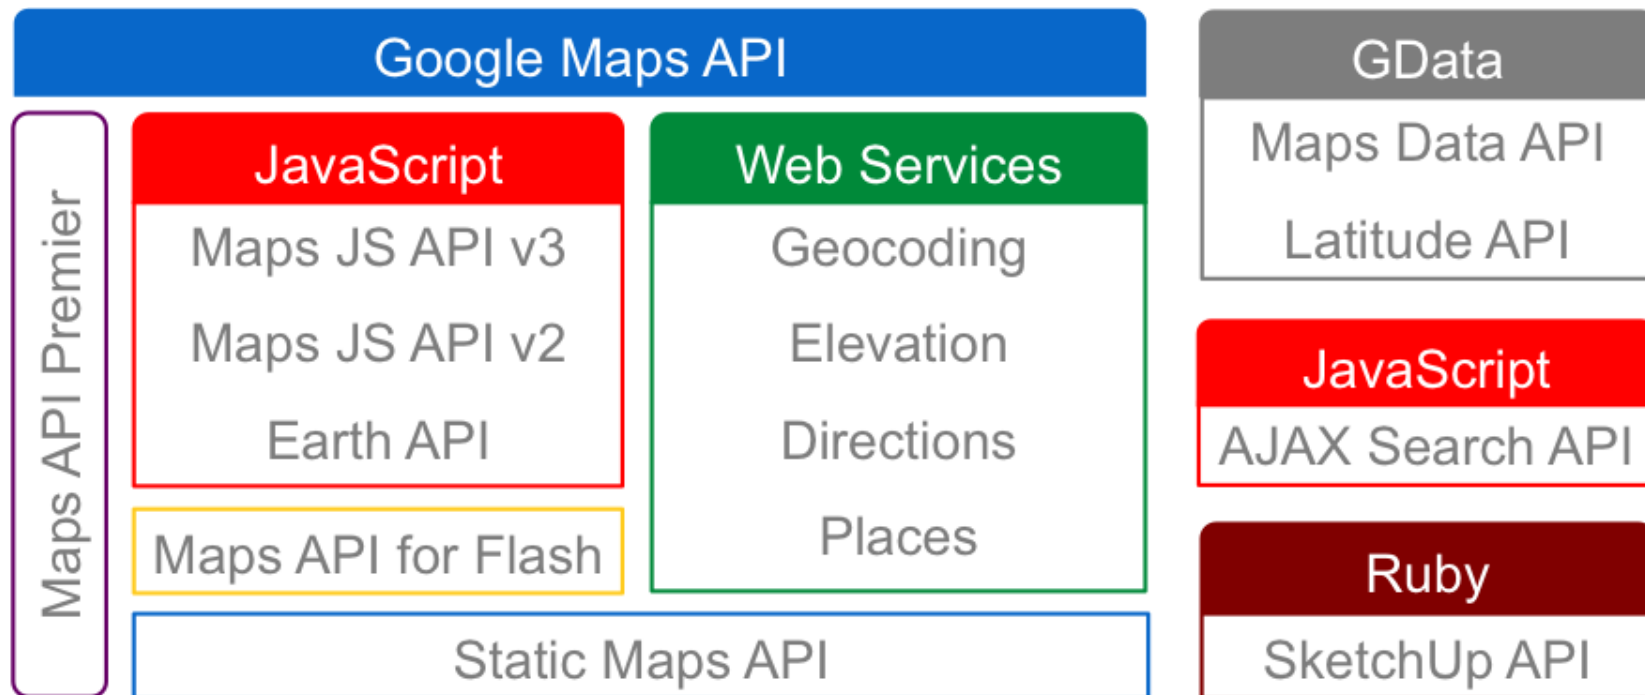 Google Maps API
Maps API Premier
JavaScript
Maps JS API v3
Maps JS API v2
Earth API
Maps API for Flash
Web Services
Geocoding
Elevation
Directions
Places
Static Maps API
GData
Maps Data API
Latitude API
JavaScript
AJAX Search API
Ruby
SketchUp API